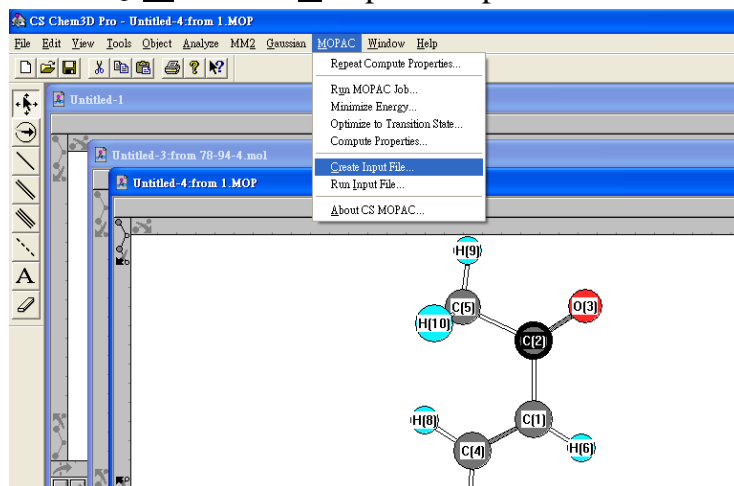 CS Chem3D Pro - Untitled-4:from 1.MOP
File Edit View Tools Object Analyze MM2 Gaussian MOPAC Window Help
Repeat Compute Properties...
Run MOPAC Job...
Minimize Energy...
Optimize to Transition State...
Compute Properties...
Create Input File...
Run Input File...
About CS MOPAC...
Untitled-1
Untitled-3:from 78-94-4.mol
Untitled-4:from 1.MOP
A
H(9)
C(5)
O(3)
H(10)
C(2)
H(8)
C(1)
C(4)
H(6)